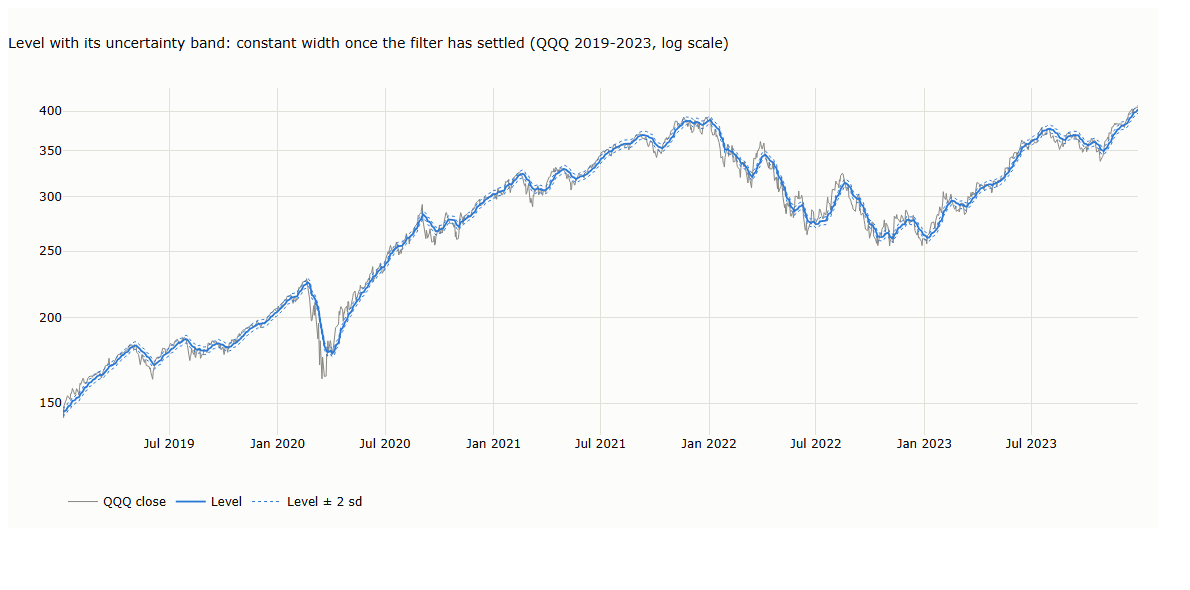 Level with its uncertainty band: constant width once the filter has settled (QQQ 2019-2023, log scale)
400
350
300
250
200
150
Jul 2019 Jan 2020 Jul 2020 Jan 2021 Jul 2021 Jan 2022 Jul 2022 Jan 2023 Jul 2023
QQQ close Level Level ± 2 sd